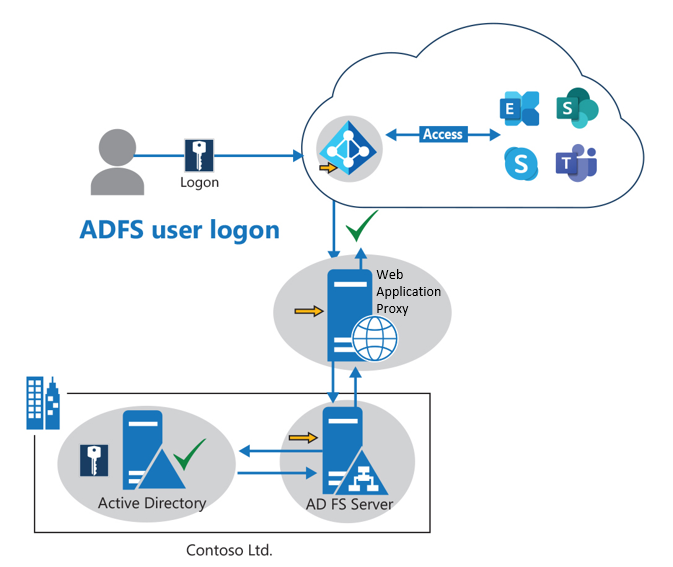 Access
E
S
S
T
Logon
ADFS user logon
Web
Application
Proxy
Active Directory
AD FS Server
Contoso Ltd.